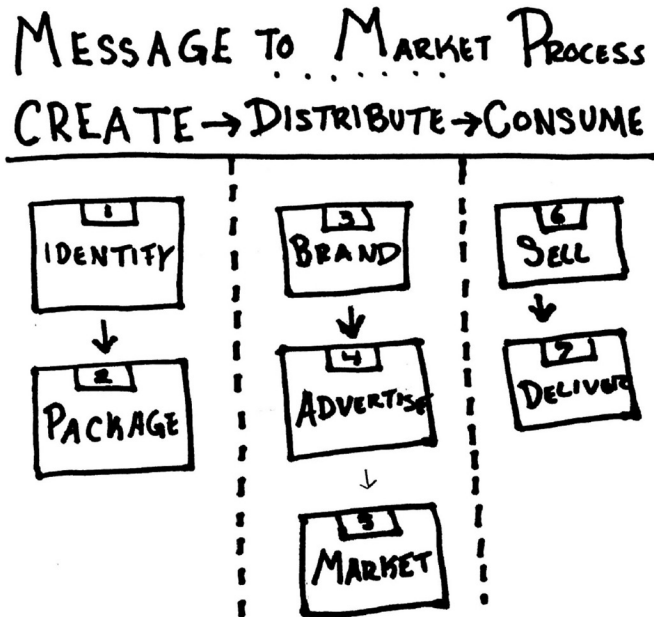 MESSAGE TO MARKET PROCESS
CREATE → DISTRIBUTE → CONSUME
1
IDENTIFY
2
PACKAGE
3
BRAND
4
ADVERTISE
5
MARKET
6
SELL
7
DELIVER